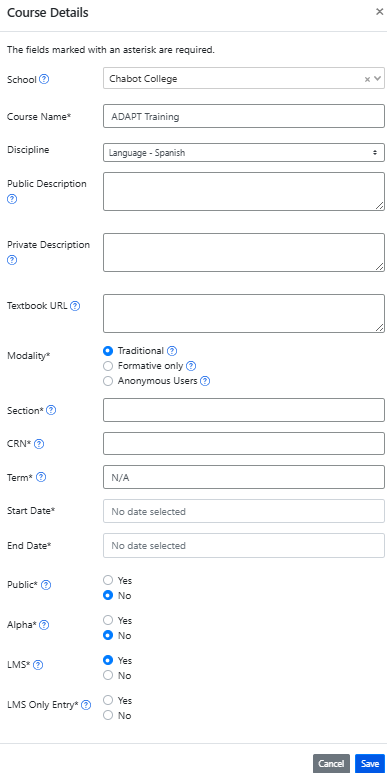 Course Details ×
The fields marked with an asterisk are required.
School ? Chabot College ×
Course Name* ADAPT Training
Discipline Language - Spanish
Public Description
?
Private Description
?
Textbook URL ?
Modality* Traditional ?
Formative only ?
Anonymous Users ?
Section* ?
CRN* ?
Term* ? N/A
Start Date* No date selected
End Date* No date selected
Public* ? Yes
No
Alpha* ? Yes
No
LMS* ? Yes
No
LMS Only Entry* ? Yes
No
Cancel Save